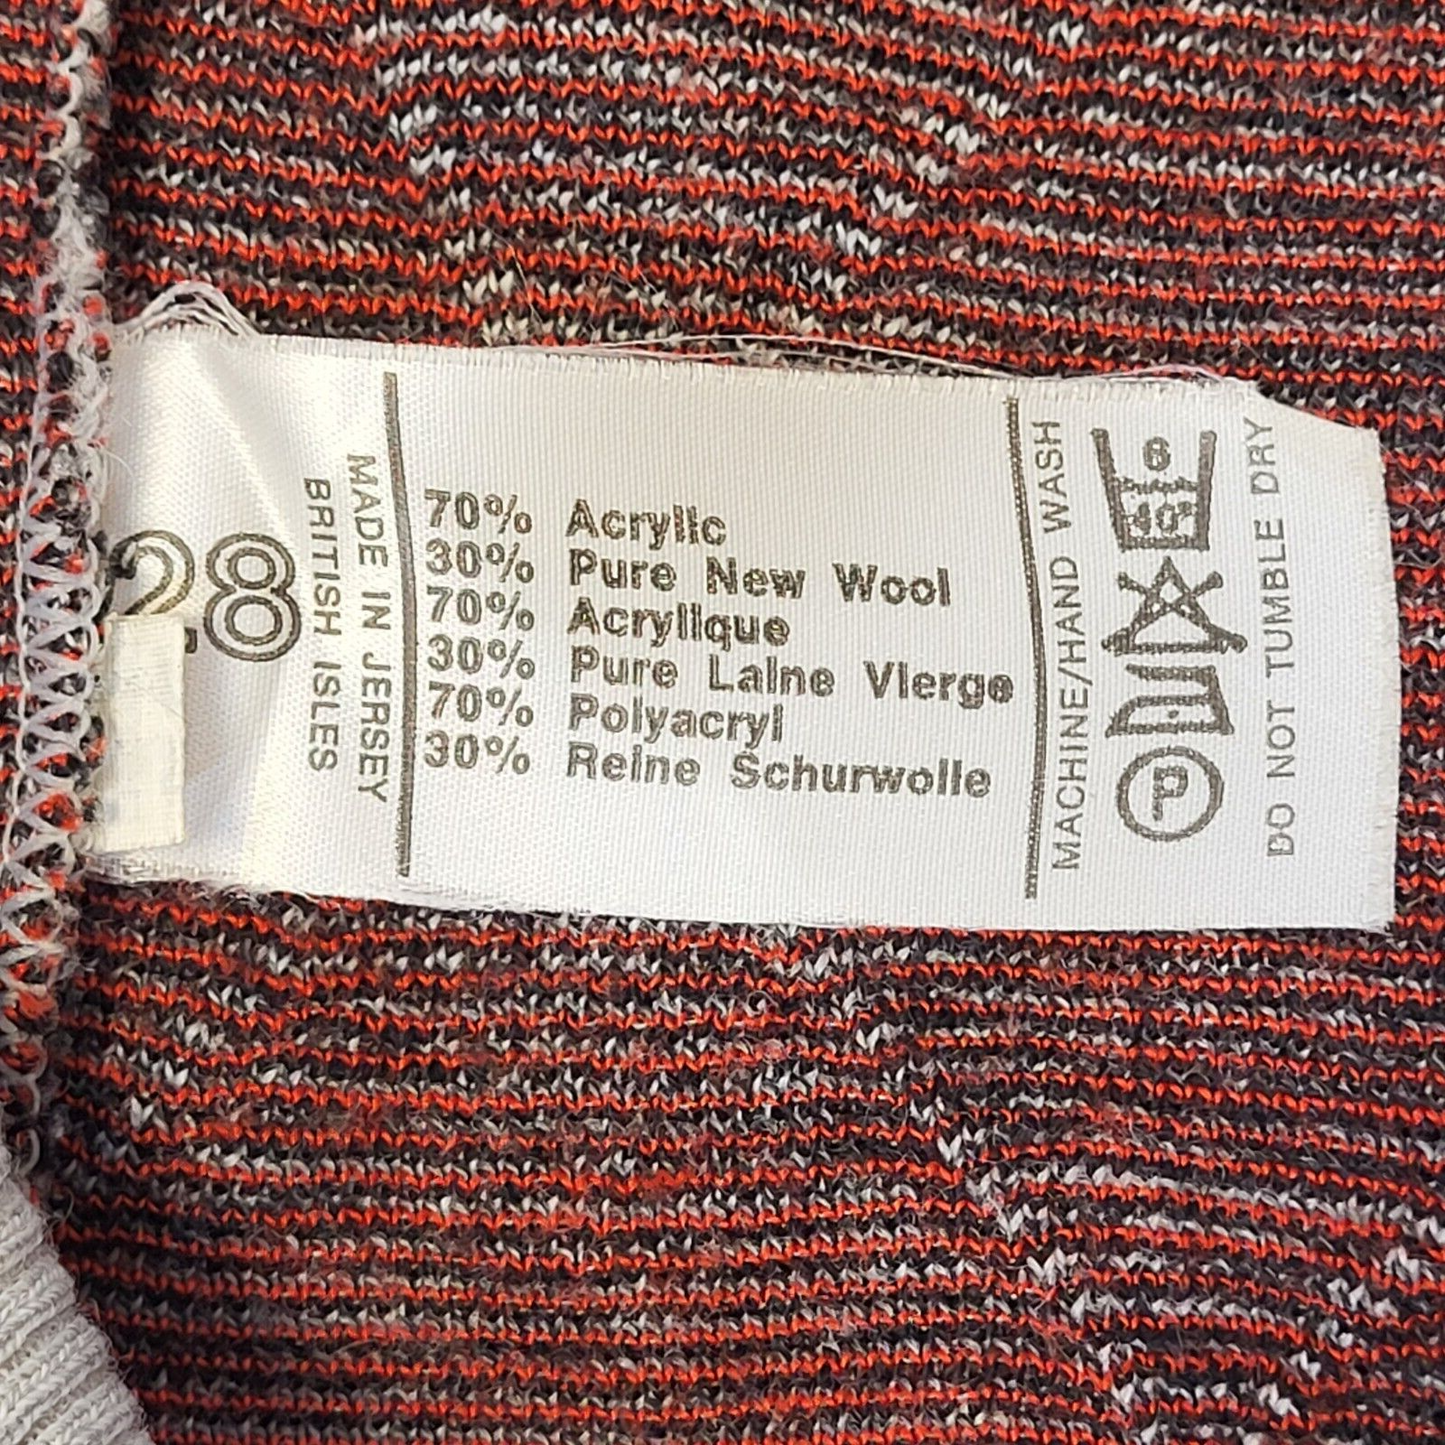 28
MADE IN JERSEY
BRITISH ISLES
70% Acrylic
30% Pure New Wool
70% Acrylique
30% Pure Laine Vierge
70% Polyacryl
30% Reine Schurwolle
MACHINE/HAND WASH
6
40°
P
DO NOT TUMBLE DRY